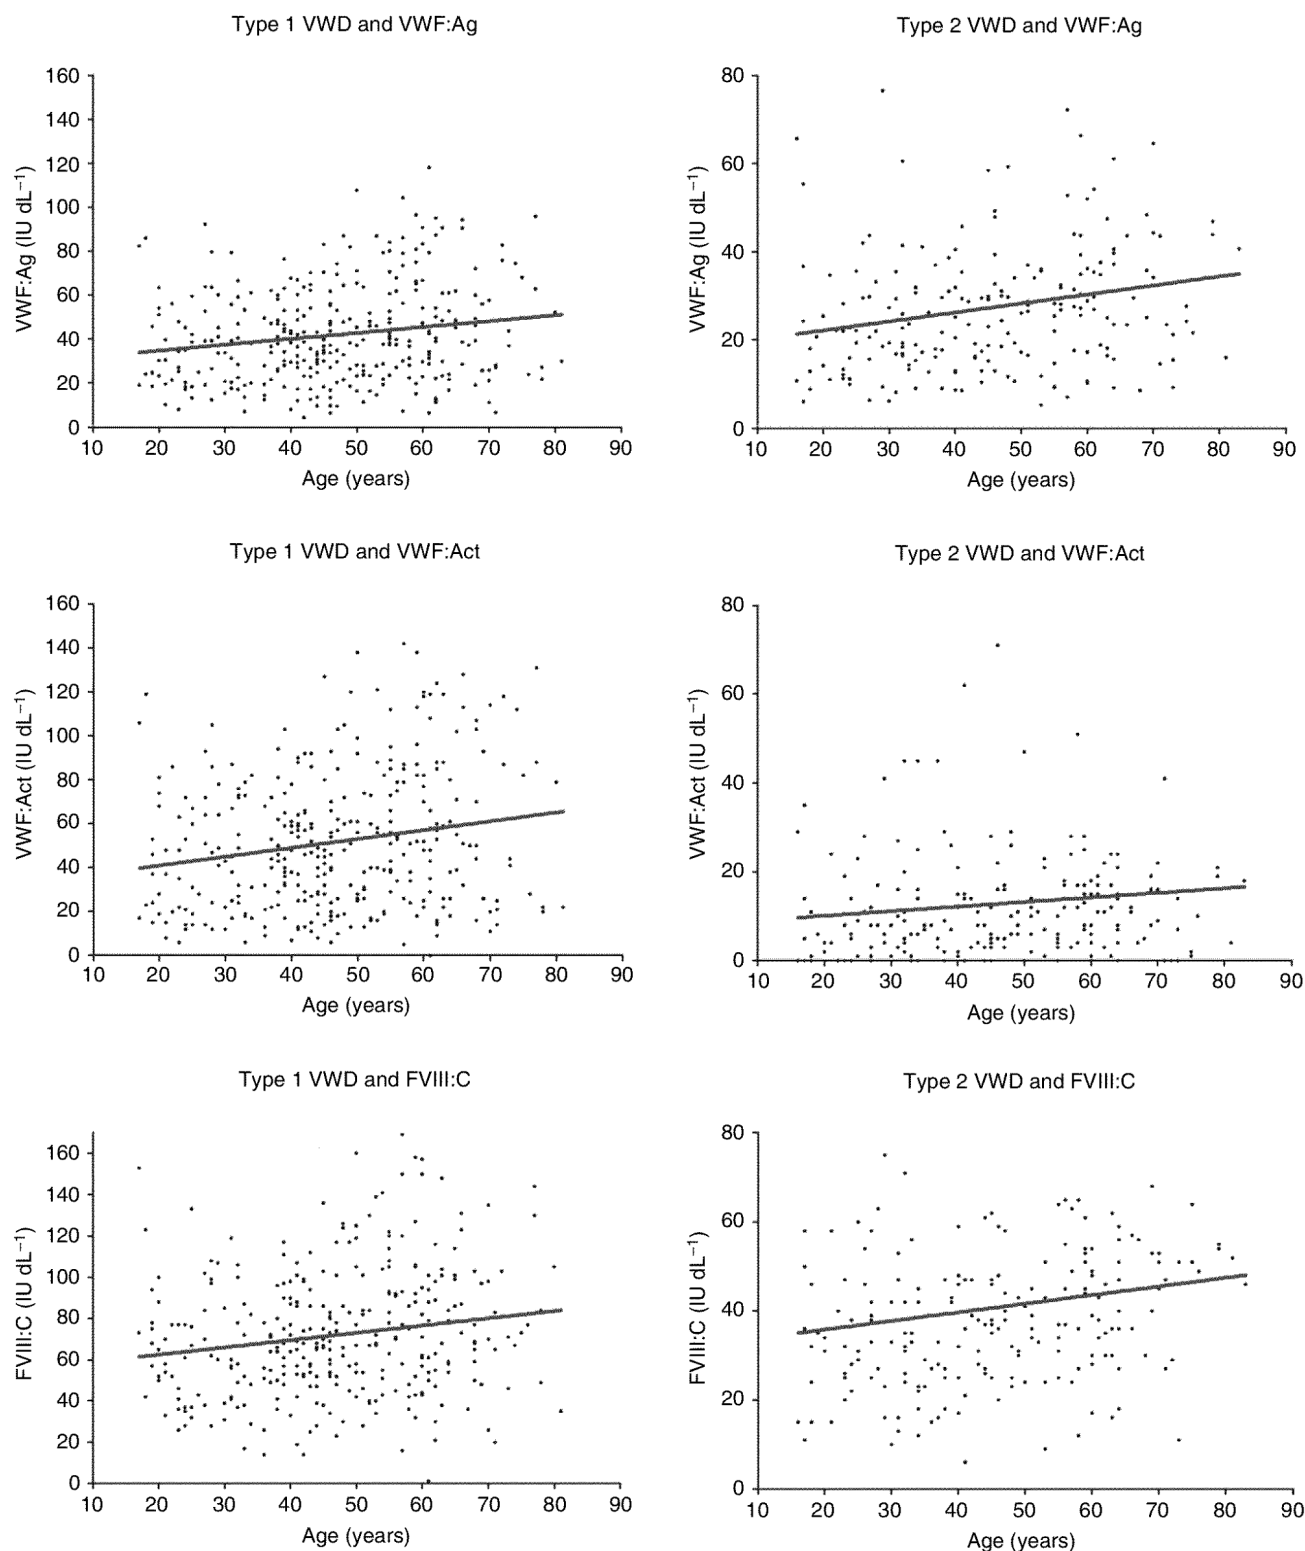 Type 1 VWD and VWF:Ag
160
140
120
100
80
60
40
20
0
VWF:Ag (IU dL⁻¹)
10 20 30 40 50 60 70 80 90
Age (years)
Type 2 VWD and VWF:Ag
80
60
40
20
0
VWF:Ag (IU dL⁻¹)
10 20 30 40 50 60 70 80 90
Age (years)
Type 1 VWD and VWF:Act
160
140
120
100
80
60
40
20
0
VWF:Act (IU dL⁻¹)
10 20 30 40 50 60 70 80 90
Age (years)
Type 2 VWD and VWF:Act
80
60
40
20
0
VWF:Act (IU dL⁻¹)
10 20 30 40 50 60 70 80 90
Age (years)
Type 1 VWD and FVIII:C
160
140
120
100
80
60
40
20
0
FVIII:C (IU dL⁻¹)
10 20 30 40 50 60 70 80 90
Age (years)
Type 2 VWD and FVIII:C
80
60
40
20
0
FVIII:C (IU dL⁻¹)
10 20 30 40 50 60 70 80 90
Age (years)